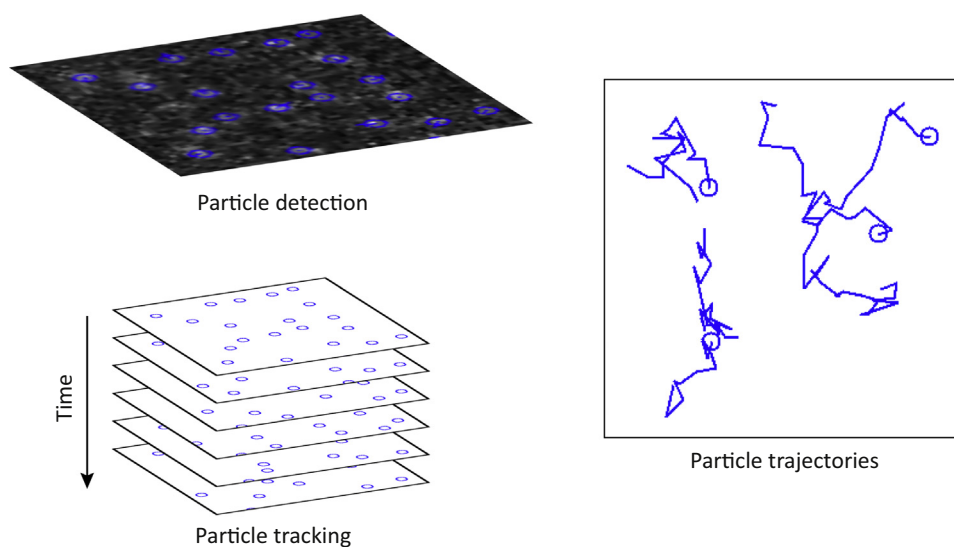 Particle detection
Time
Particle tracking
Particle trajectories